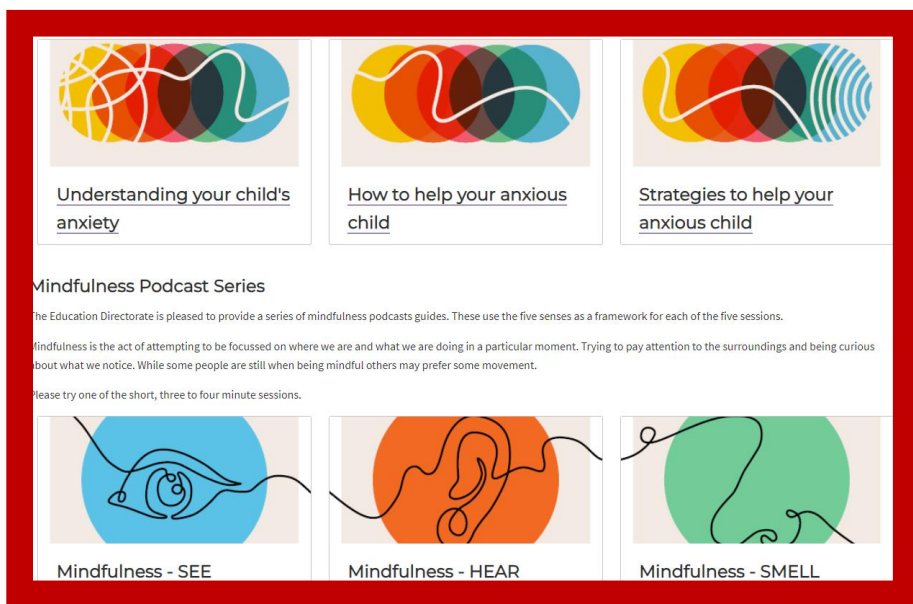 Understanding your child's
anxiety
How to help your anxious
child
Strategies to help your
anxious child
Mindfulness Podcast Series
The Education Directorate is pleased to provide a series of mindfulness podcasts guides. These use the five senses as a framework for each of the five sessions.
Mindfulness is the act of attempting to be focussed on where we are and what we are doing in a particular moment. Trying to pay attention to the surroundings and being curious
about what we notice. While some people are still when being mindful others may prefer some movement.
Please try one of the short, three to four minute sessions.
Mindfulness - SEE
Mindfulness - HEAR
Mindfulness - SMELL